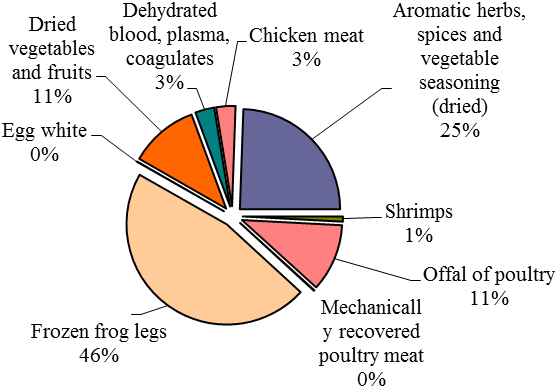 Dried
vegetables
and fruits
11%
Dehydrated
blood, plasma,
coagulates
3%
Chicken meat
3%
Aromatic herbs,
spices and
vegetable
seasoning
(dried)
25%
Egg white
0%
Shrimps
1%
Offal of poultry
11%
Mechanicall
y recovered
poultry meat
0%
Frozen frog legs
46%